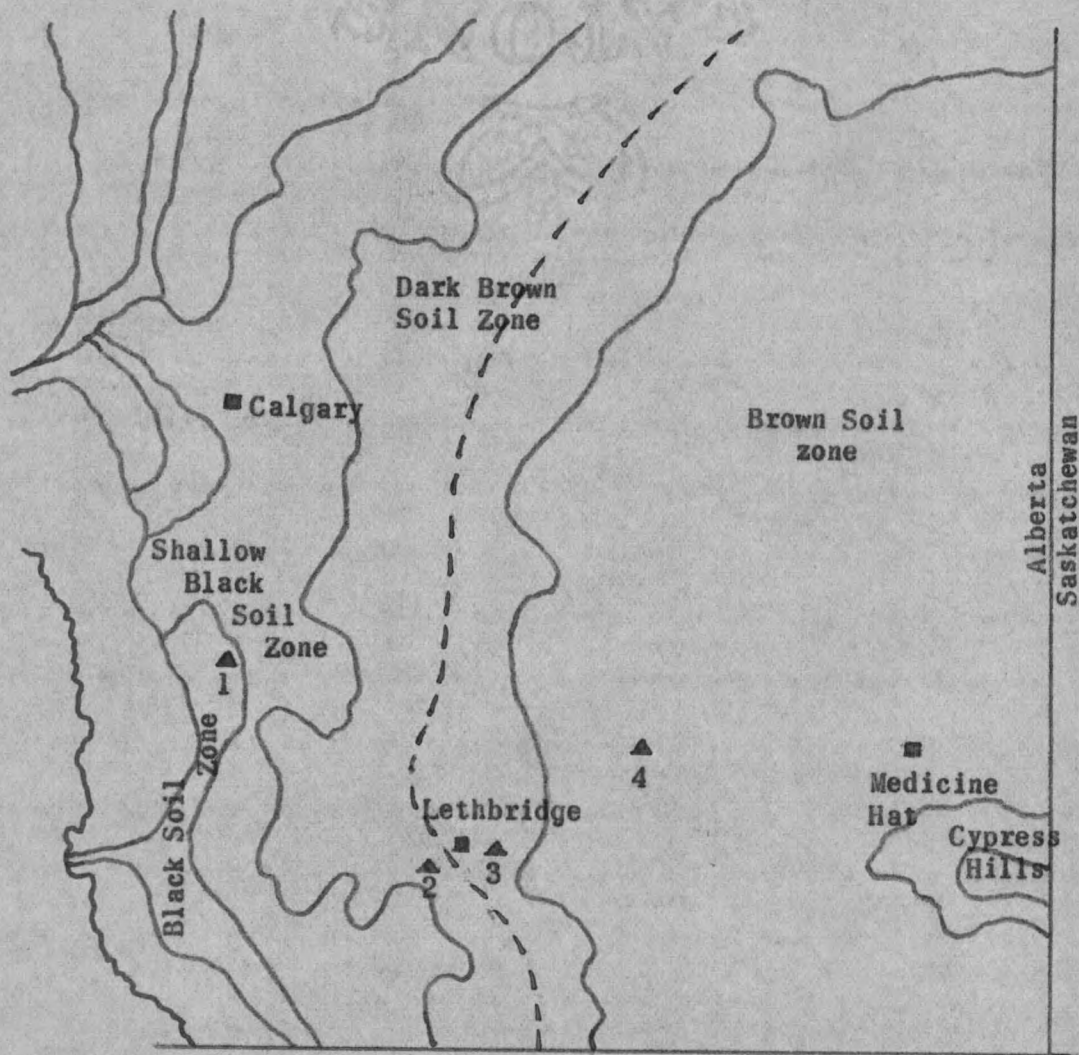 Dark Brown
Soil Zone
Calgary
Brown Soil
zone
Alberta
Saskatchewan
Shallow
Black
Soil
Zone
1
Black Soil Zone
4
Medicine
Hat
Lethbridge
2
3
Cypress
Hills